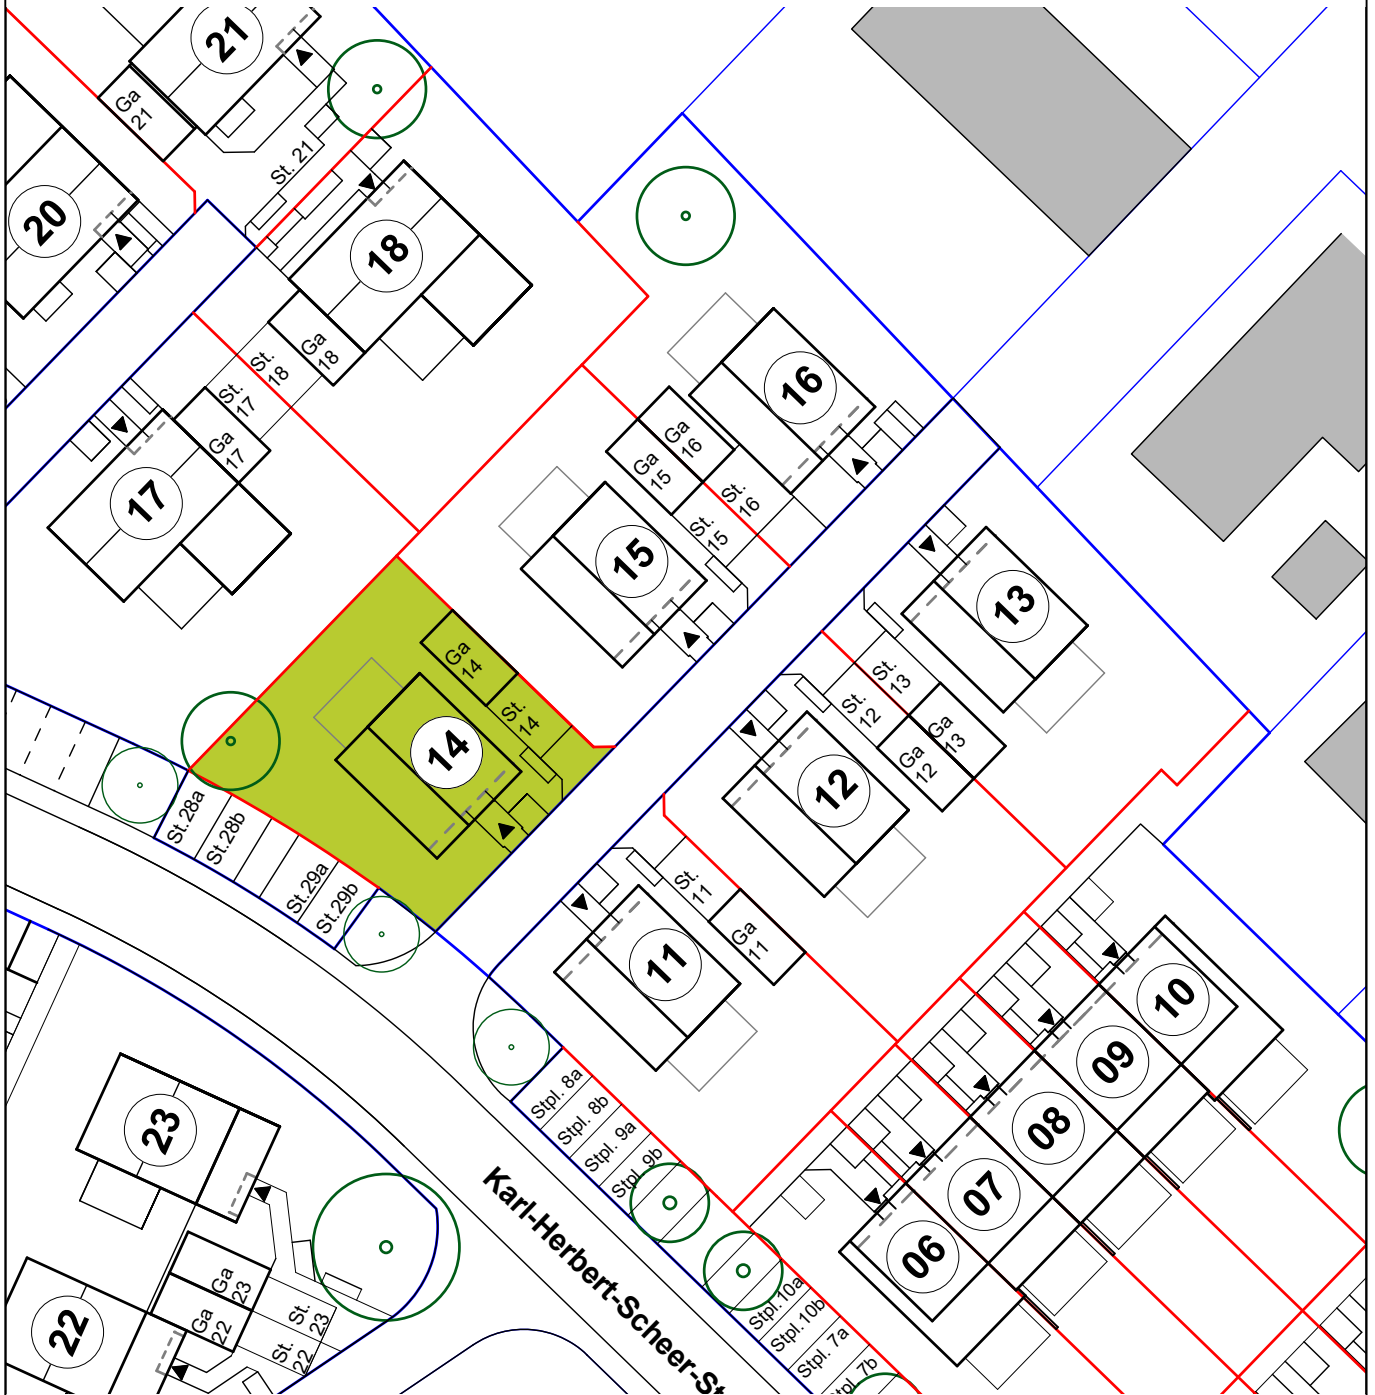 21
Ga
21
St. 21
20
18
Ga
18
St.
18
St.
17
Ga
17
17
16
Ga
16
Ga
15
St.
16
St.
15
15
13
St.
13
Ga
13
St.
12
Ga
12
12
Ga
14
St.
14
14
St.28a
St.28b
St.29a
St.29b
St.
11
Ga
11
11
10
09
08
07
06
Stpl. 8a
Stpl. 8b
Stpl. 9a
Stpl. 9b
Stpl.10a
Stpl.10b
Stpl. 7a
Stpl. 7b
Karl-Herbert-Scheer-St
23
Ga
23
Ga
22
St.
23
St.
22
22